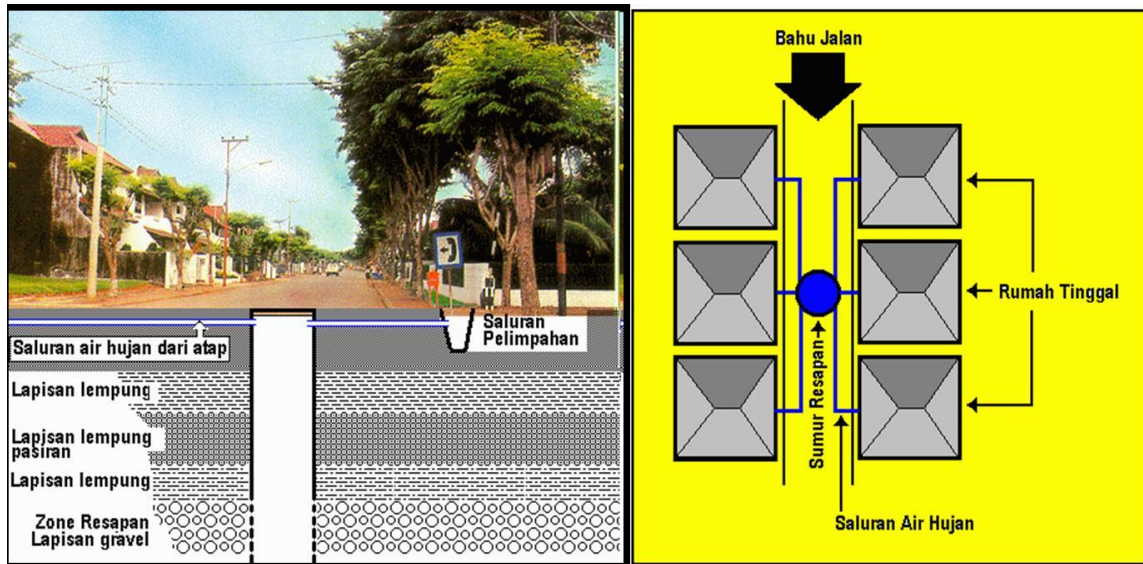 Saluran
Pelimpahan
Saluran air hujan dari atap
Lapisan lempung
Lapisan lempung
pasiran
Lapisan lempung
Zone Resapan
Lapisan gravel
Bahu Jalan
Rumah Tinggal
Sumur Resapan
Saluran Air Hujan